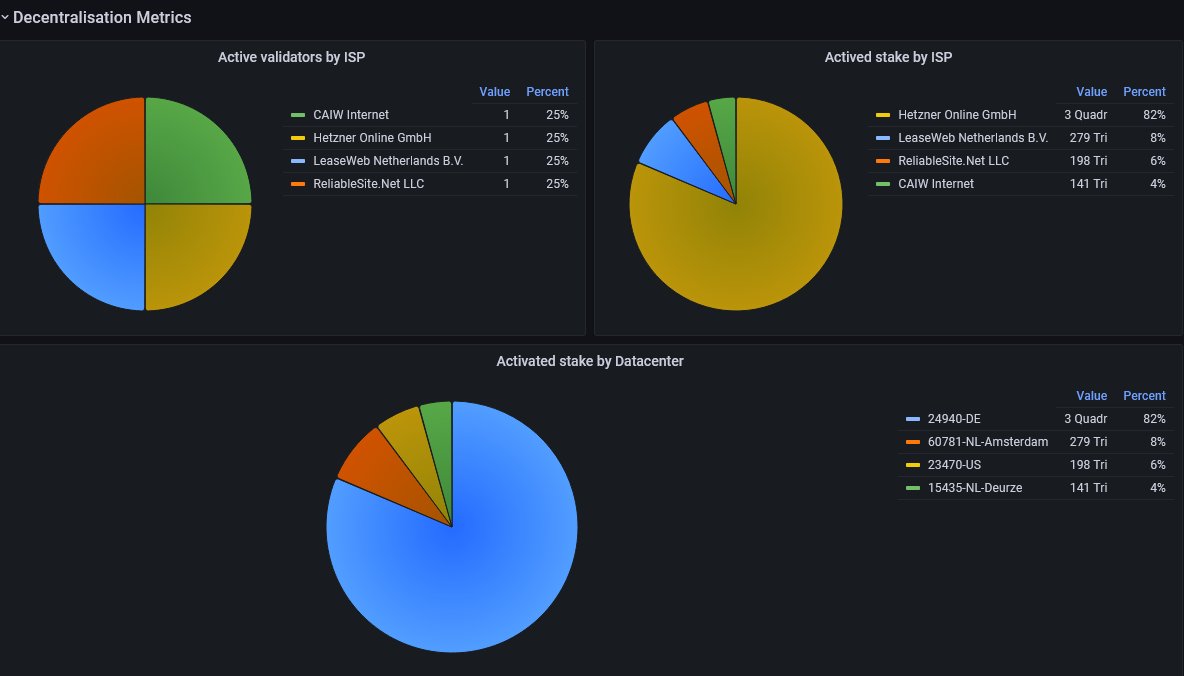 Decentralisation Metrics
Active validators by ISP
Value Percent
CAIW Internet 1 25%
Hetzner Online GmbH 1 25%
LeaseWeb Netherlands B.V. 1 25%
ReliableSite.Net LLC 1 25%
Actived stake by ISP
Value Percent
Hetzner Online GmbH 3 Quadr 82%
LeaseWeb Netherlands B.V. 279 Tri 8%
ReliableSite.Net LLC 198 Tri 6%
CAIW Internet 141 Tri 4%
Activated stake by Datacenter
Value Percent
24940-DE 3 Quadr 82%
60781-NL-Amsterdam 279 Tri 8%
23470-US 198 Tri 6%
15435-NL-Deurze 141 Tri 4%